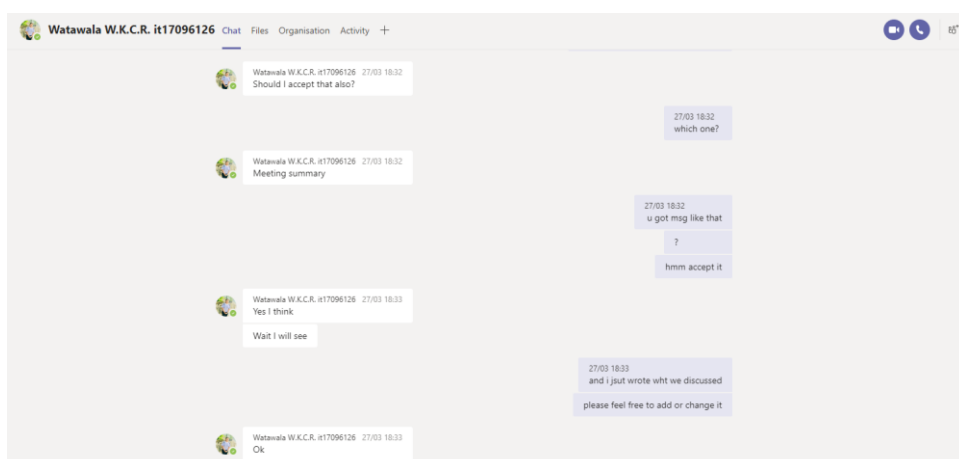 Watawala W.K.C.R. it17096126 Chat Files Organisation Activity +
Watawala W.K.C.R. it17096126 27/03 18:32
Should I accept that also?
27/03 18:32
which one?
Watawala W.K.C.R. it17096126 27/03 18:32
Meeting summary
27/03 18:32
u got msg like that
?
hmm accept it
Watawala W.K.C.R. it17096126 27/03 18:33
Yes I think
Wait I will see
27/03 18:33
and i jsut wrote wht we discussed
please feel free to add or change it
Watawala W.K.C.R. it17096126 27/03 18:33
Ok